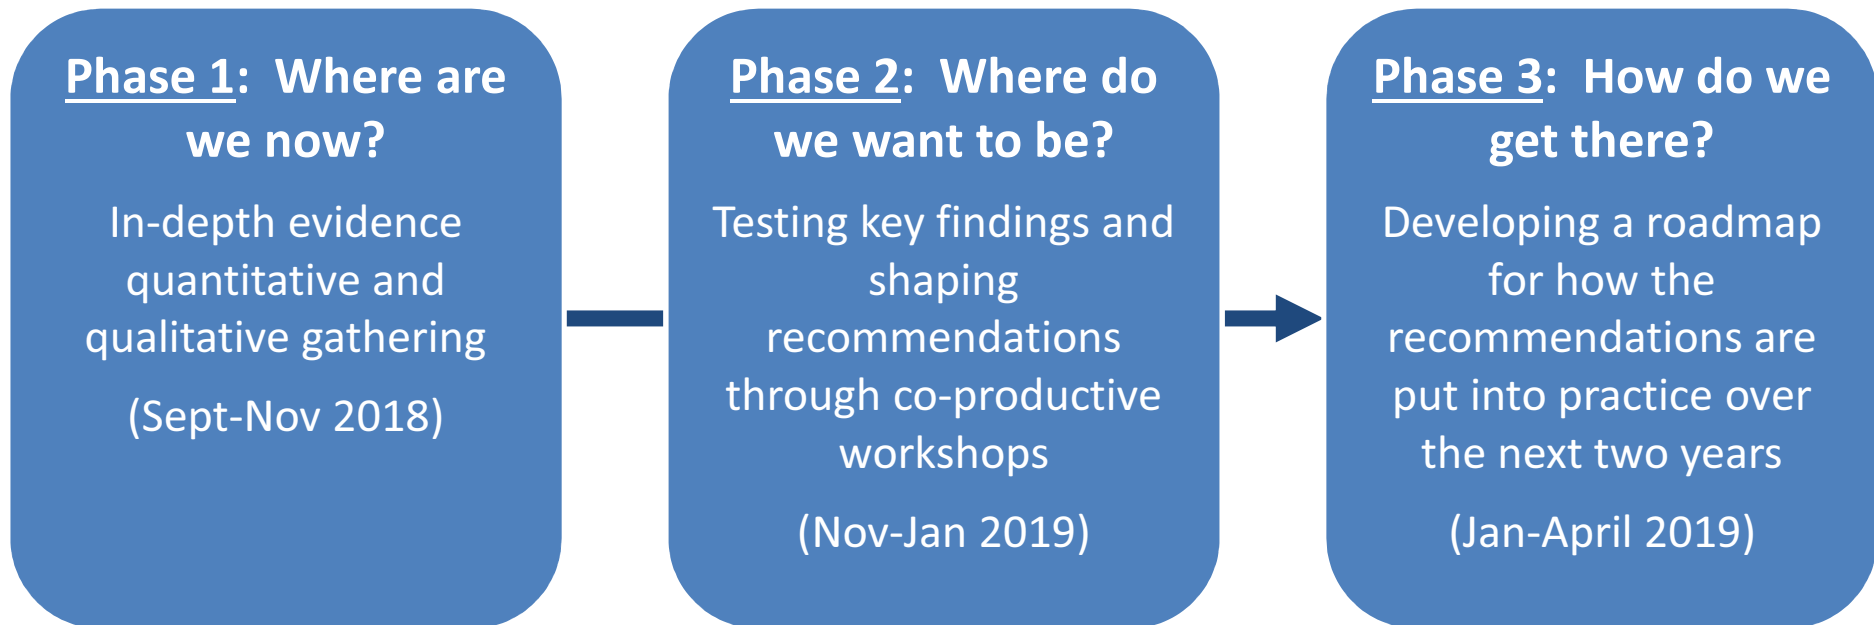 Phase 1:  Where are
we now?
In-depth evidence
quantitative and
qualitative gathering
(Sept-Nov 2018)
Phase 2:  Where do
we want to be?
Testing key findings and
shaping
recommendations
through co-productive
workshops
(Nov-Jan 2019)
Phase 3:  How do we
get there?
Developing a roadmap
for how the
recommendations are
put into practice over
the next two years
(Jan-April 2019)